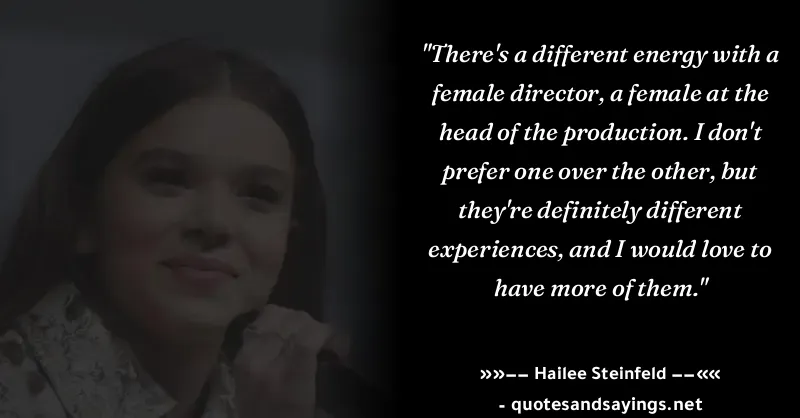 "There's a different energy with a
female director, a female at the
head of the production. I don't
prefer one over the other, but
they're definitely different
experiences, and I would love to
have more of them."
»»−− Hailee Steinfeld −−««
- quotesandsayings.net